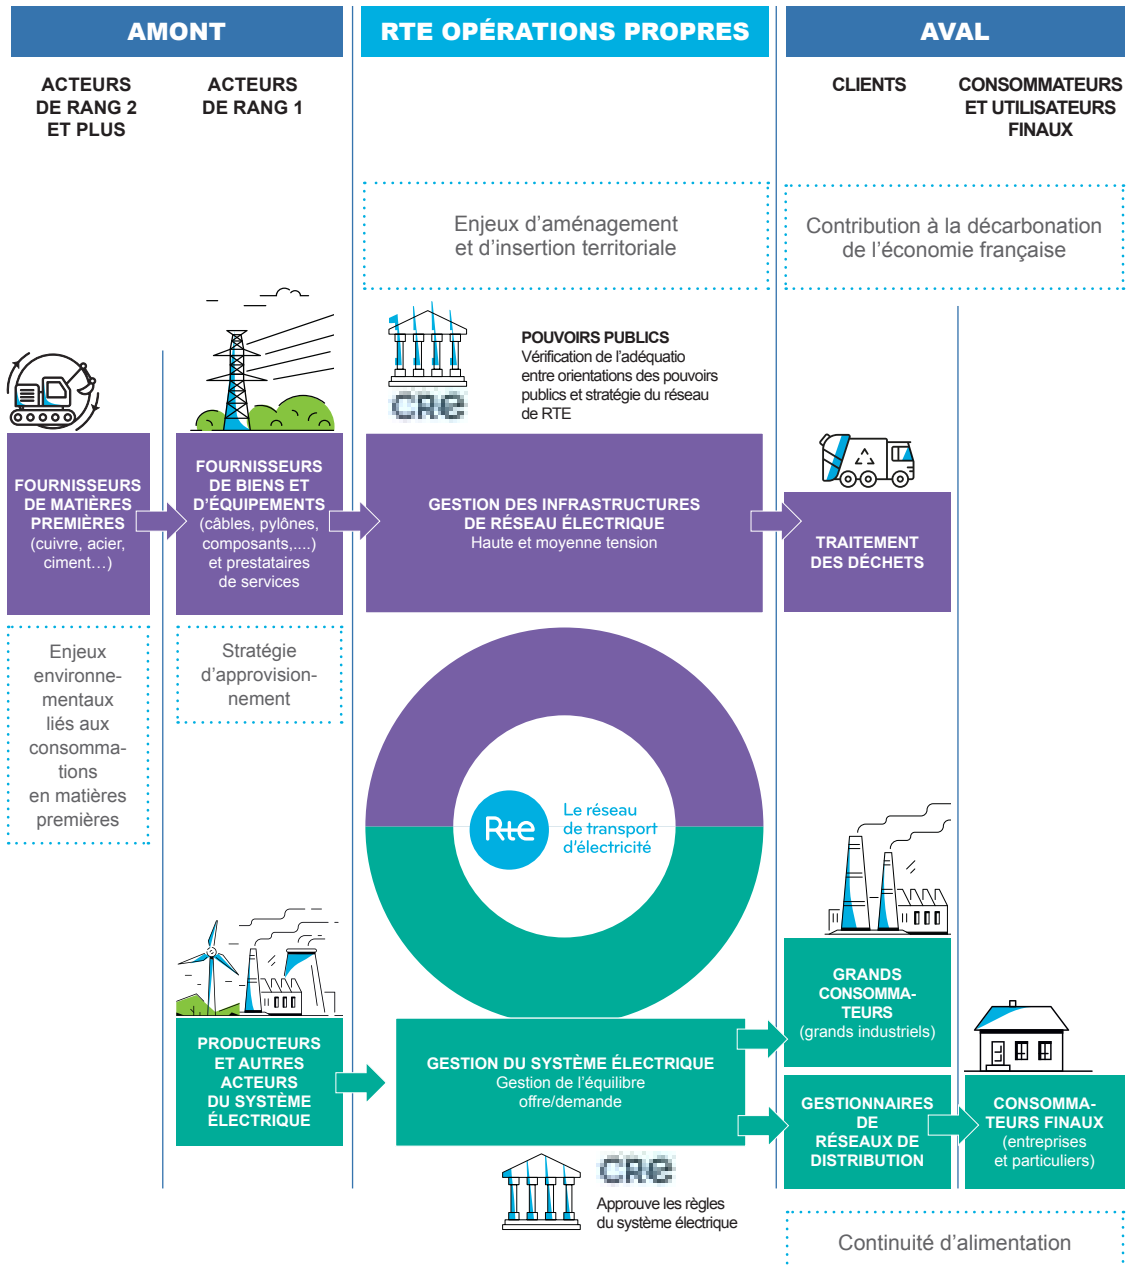 AMONT
RTE OPÉRATIONS PROPRES
AVAL
ACTEURS
DE RANG 2
ET PLUS
ACTEURS
DE RANG 1
CLIENTS
CONSOMMATEURS
ET UTILISATEURS
FINAUX
Enjeux d’aménagement
et d’insertion territoriale
Contribution à la décarbonation
de l’économie française
POUVOIRS PUBLICS
Vérification de l’adéquatio
entre orientations des pouvoirs
publics et stratégie du réseau
de RTE
CRE
FOURNISSEURS
DE MATIÈRES
PREMIÈRES
(cuivre, acier,
ciment…)
FOURNISSEURS
DE BIENS ET
D’ÉQUIPEMENTS
(câbles, pylônes,
composants,....)
et prestataires
de services
GESTION DES INFRASTRUCTURES
DE RÉSEAU ÉLECTRIQUE
Haute et moyenne tension
TRAITEMENT
DES DÉCHETS
Enjeux
environne-
mentaux
liés aux
consomma-
tions
en matières
premières
Stratégie
d’approvision-
nement
Rte
Le réseau
de transport
d’électricité
PRODUCTEURS
ET AUTRES
ACTEURS
DU SYSTÈME
ÉLECTRIQUE
GESTION DU SYSTÈME ÉLECTRIQUE
Gestion de l’équilibre
offre/demande
GRANDS
CONSOMMA-
TEURS
(grands industriels)
GESTIONNAIRES
DE
RÉSEAUX DE
DISTRIBUTION
CONSOMMA-
TEURS FINAUX
(entreprises
et particuliers)
CRE
Approuve les règles
du système électrique
Continuité d’alimentation